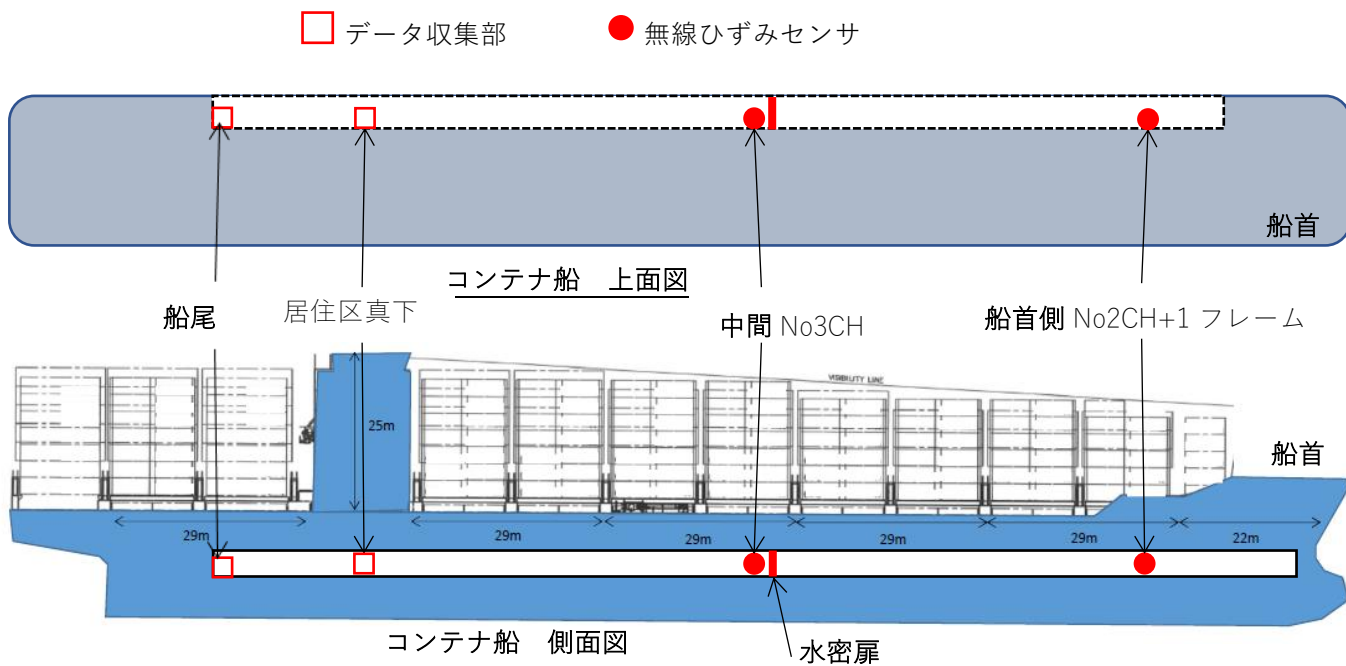 データ収集部 無線ひずみセンサ
船首
コンテナ船 上面図
船尾 居住区真下 中間 No3CH 船首側 No2CH+1 フレーム
VISIBILITY LINE
25m
船首
29m 29m 29m 29m 29m 22m
コンテナ船 側面図 水密扉